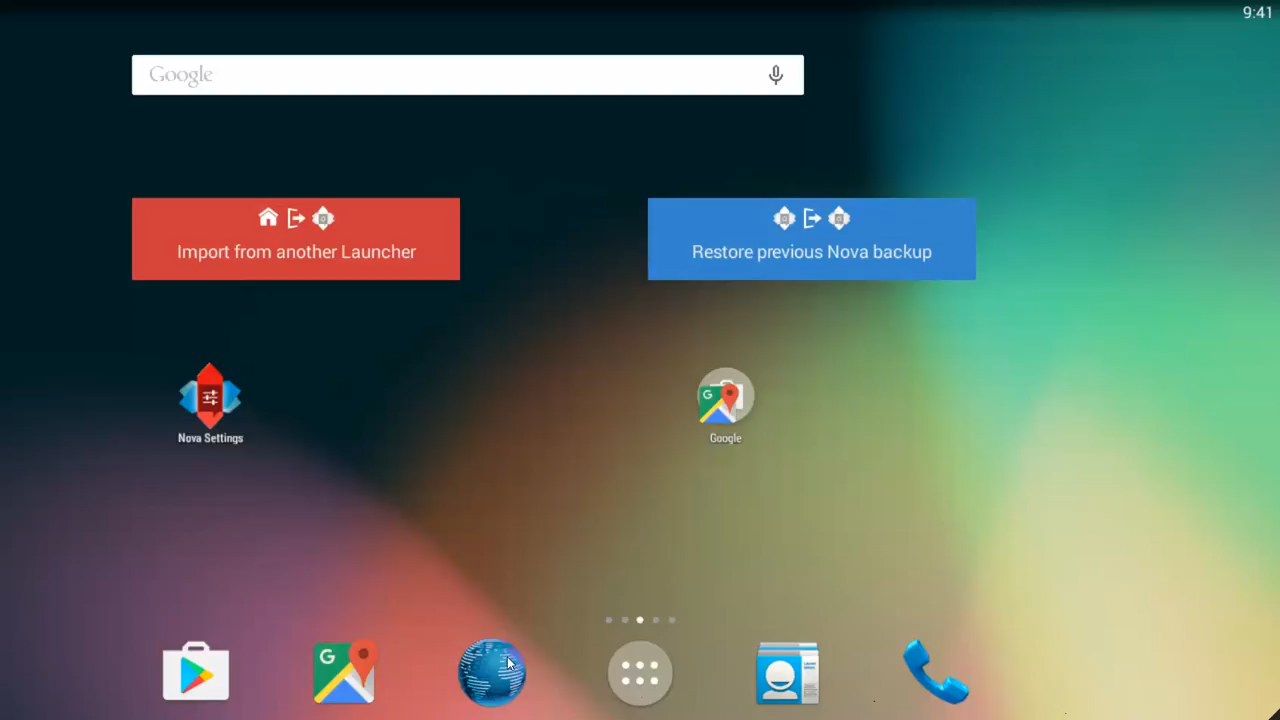 9:41
Google
Import from another Launcher
Restore previous Nova backup
G
Nova Settings
Google
G